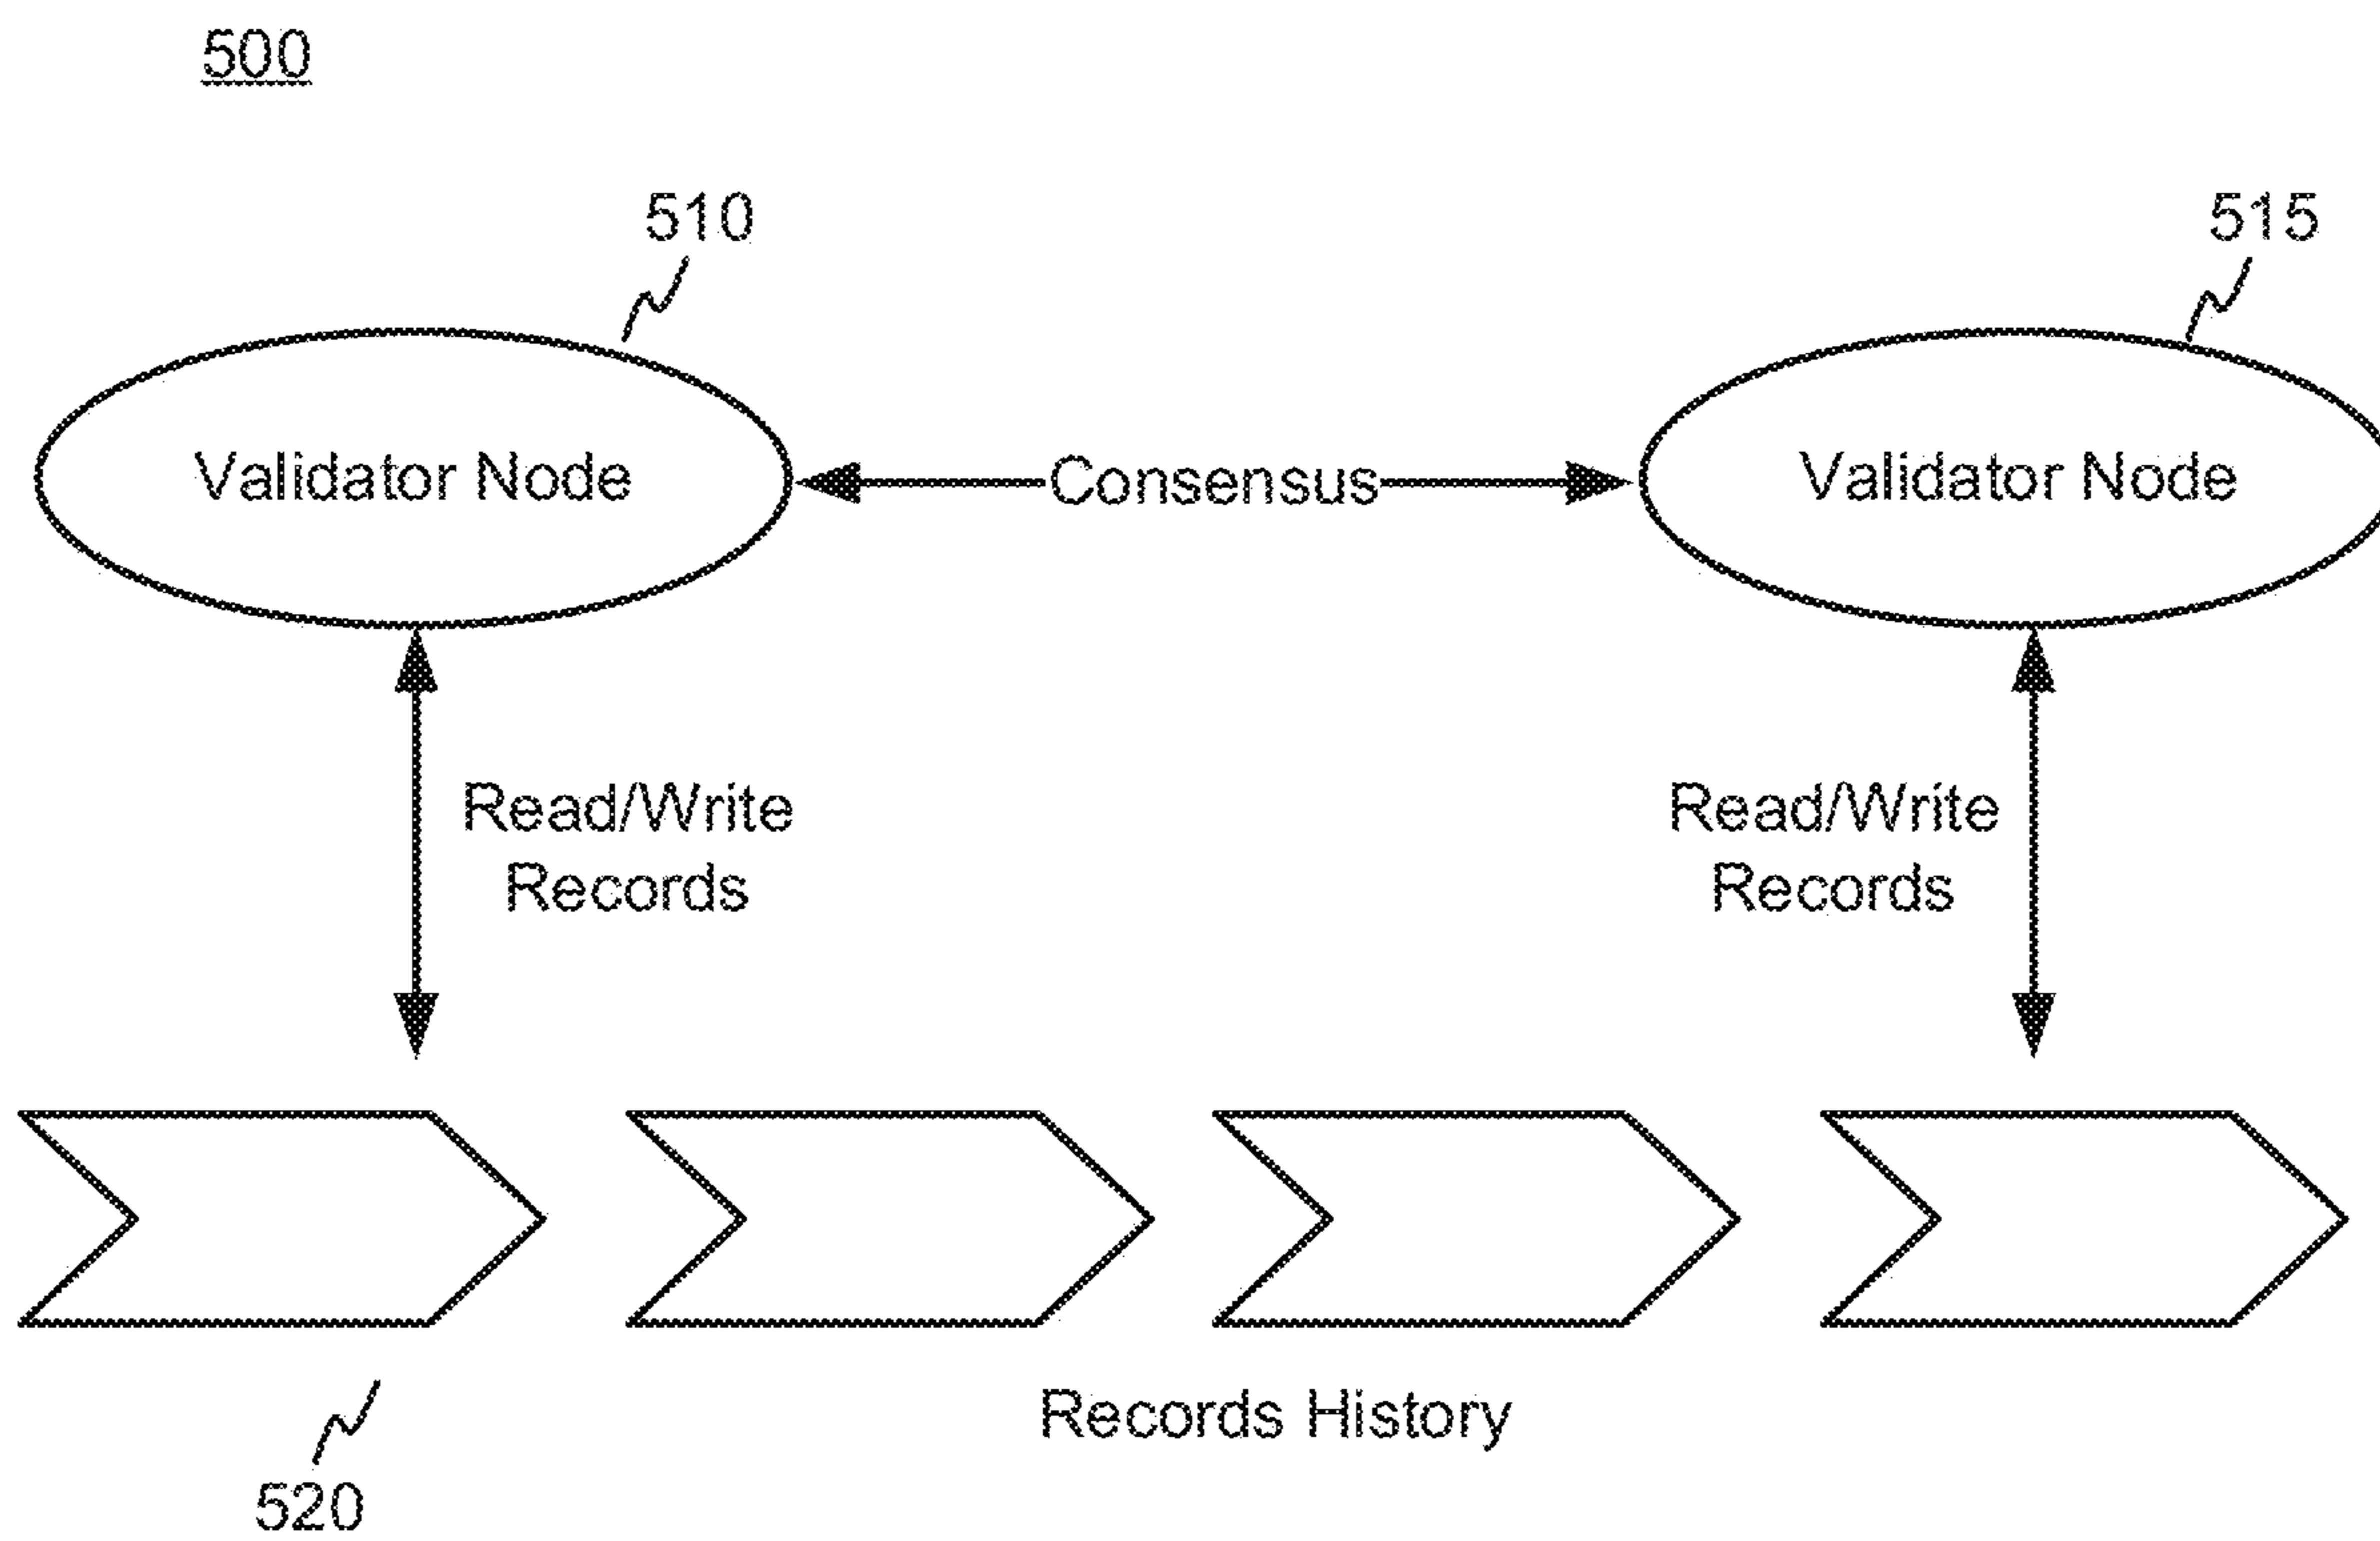 500
510
515
Validator Node
Consensus
Validator Node
Read/Write
Records
Read/Write
Records
Records History
520